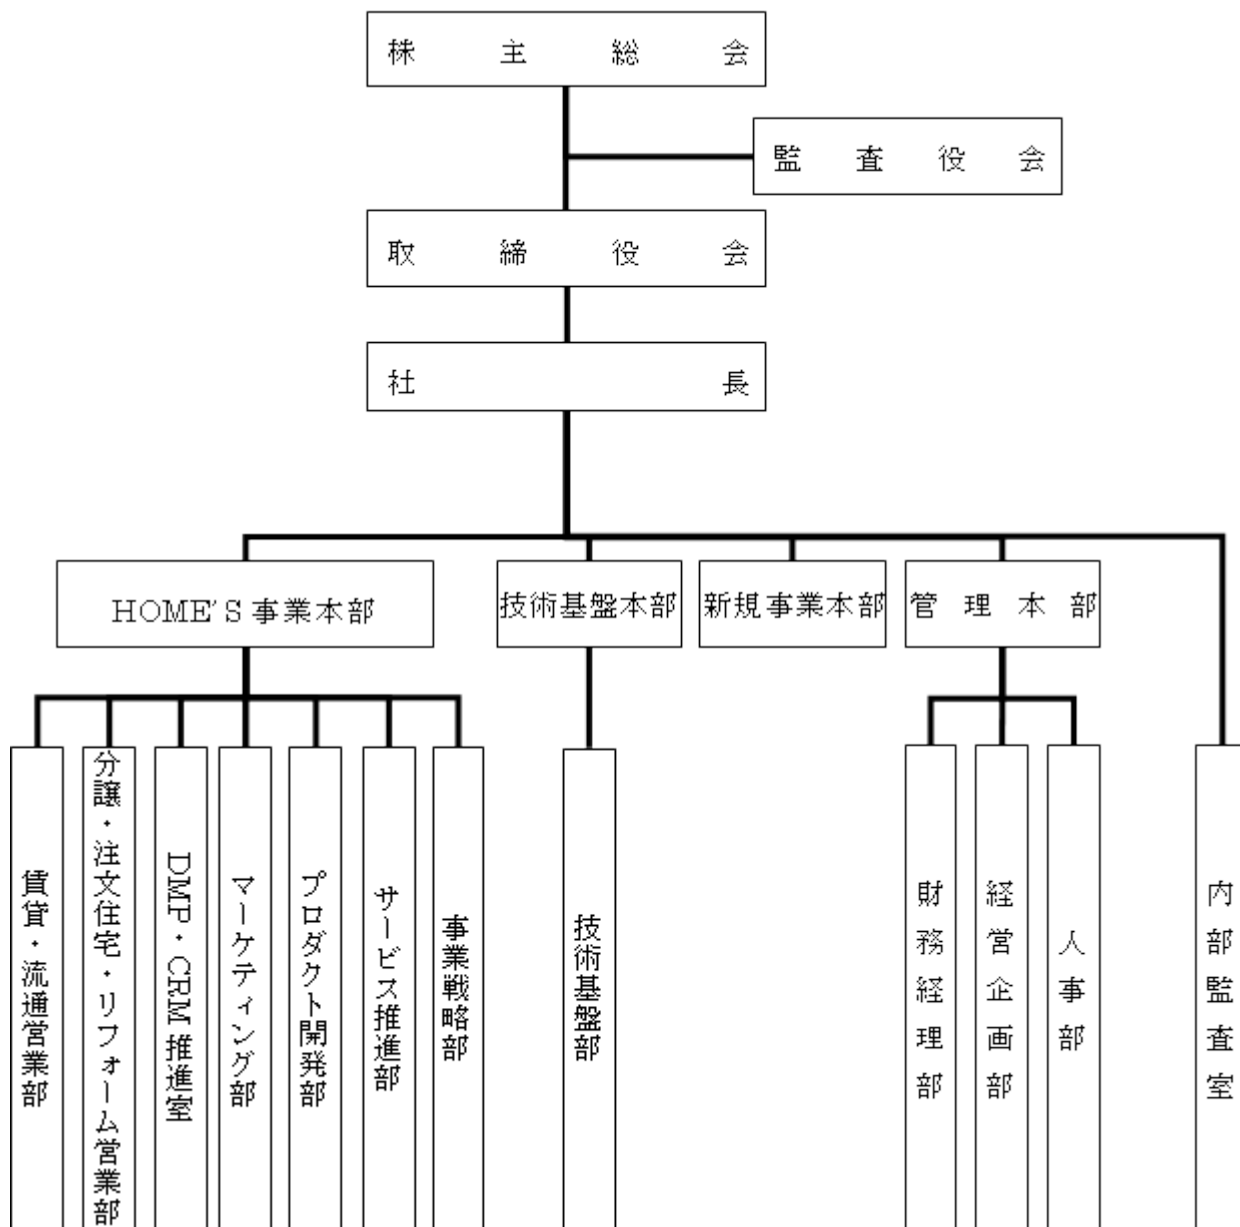 株主総会
監査役会
取締役会
社長
HOME'S事業本部
技術基盤本部
新規事業本部
管理本部
賃貸・流通営業部
分譲・注文住宅・リフォーム営業部
DMP・CRM推進室
マーケティング部
プロダクト開発部
サービス推進部
事業戦略部
技術基盤部
財務経理部
経営企画部
人事部
内部監査室